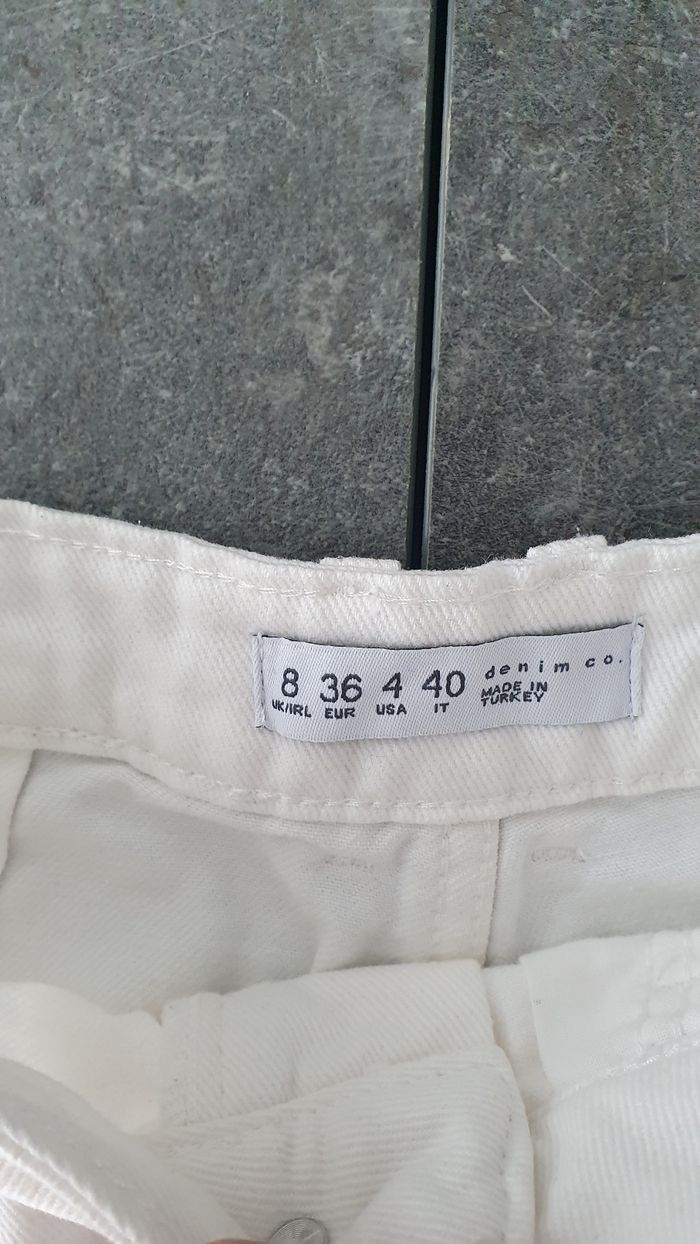 8 36 4 40 denim co.
UK/IRL EUR USA IT MADE IN
TURKEY